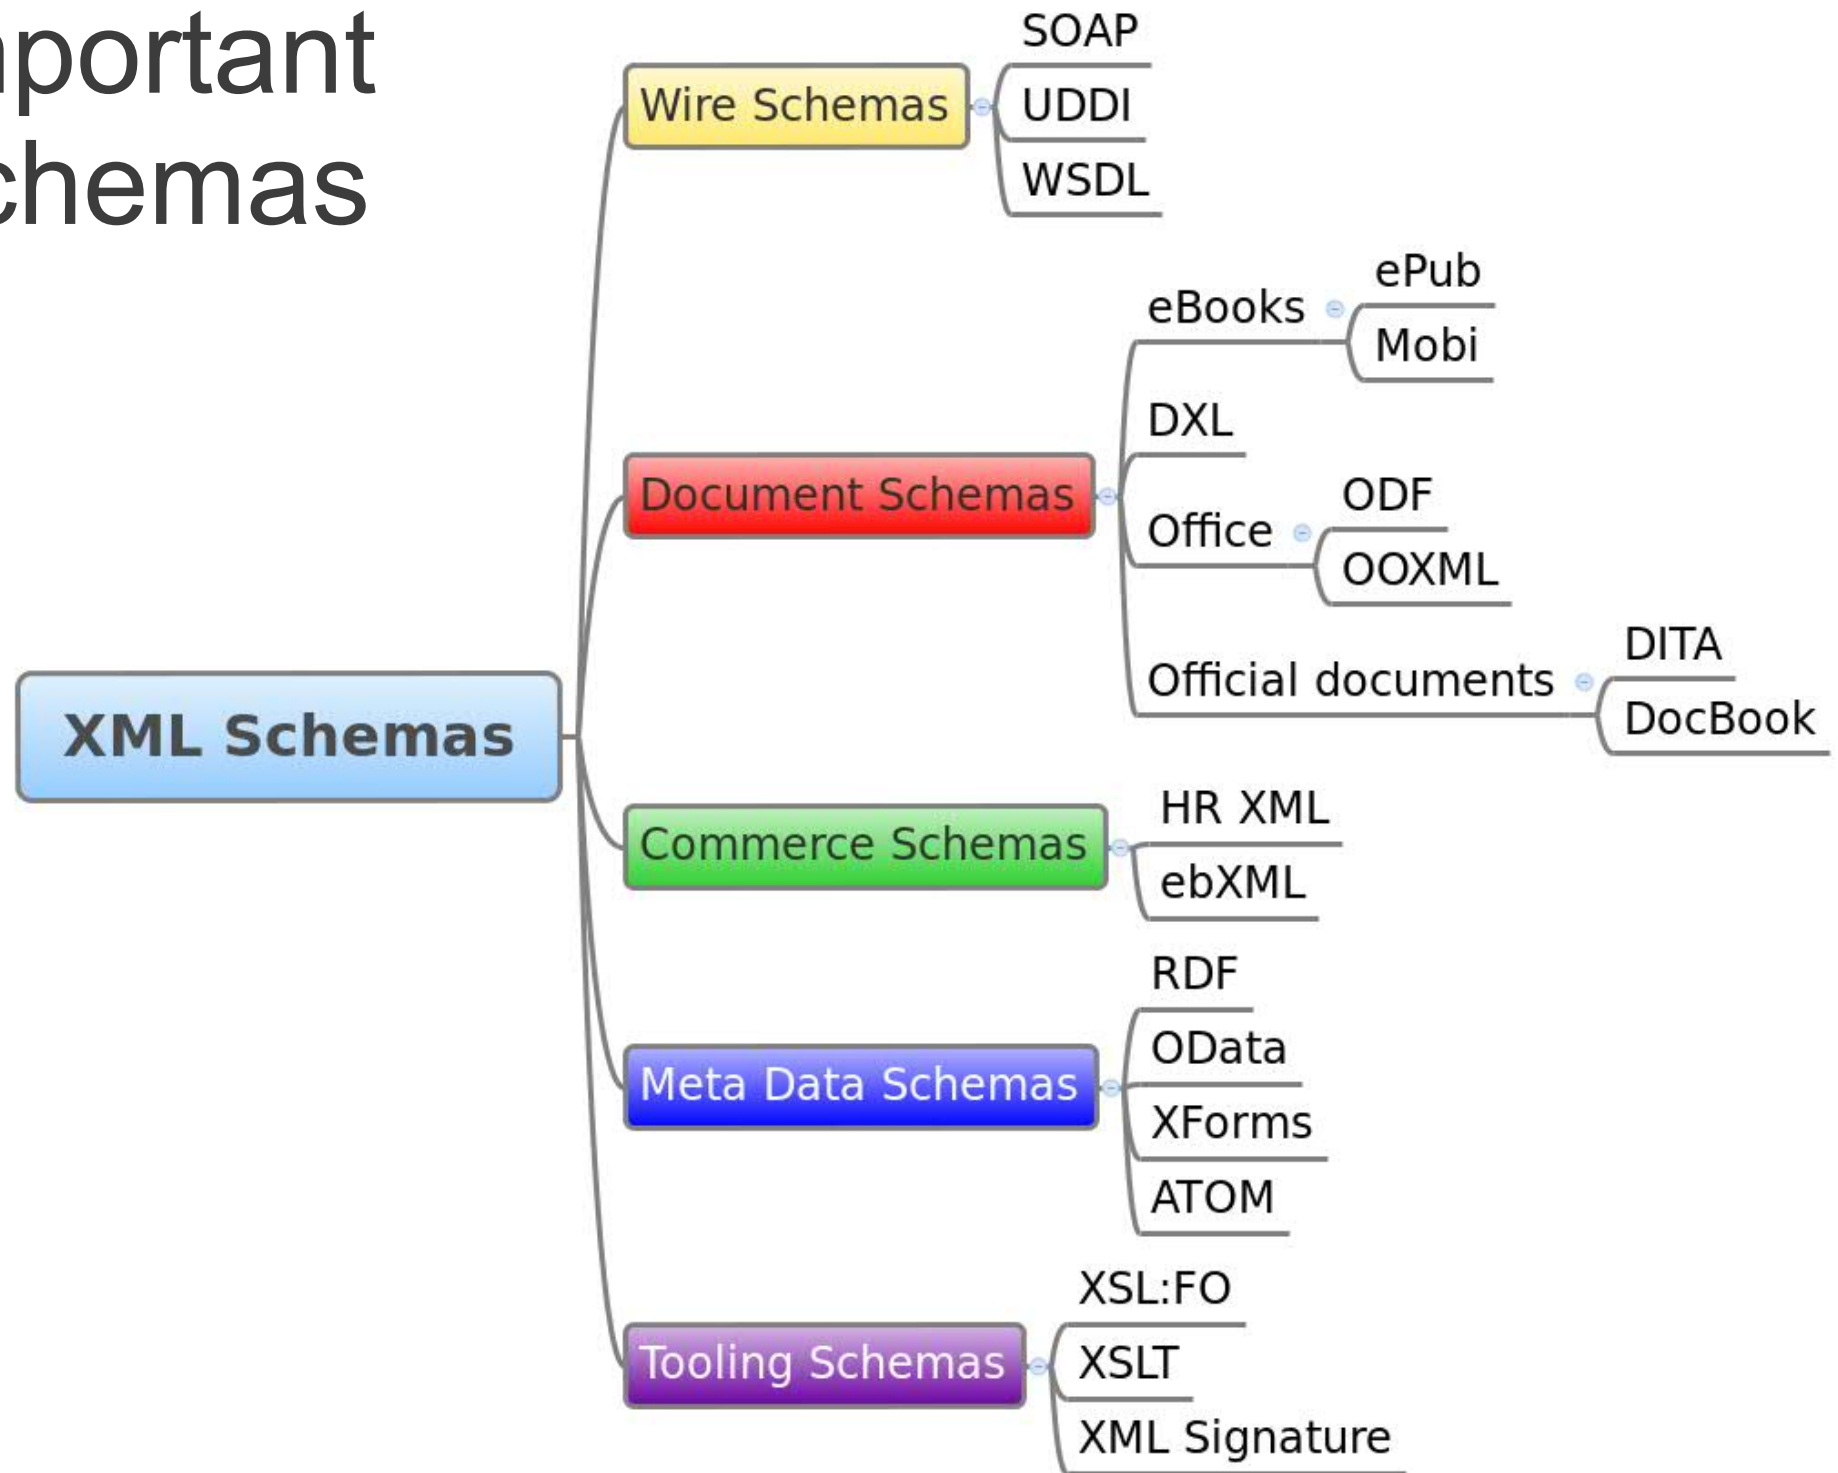 mportant
chemas
XML Schemas
Wire Schemas
SOAP
UDDI
WSDL
Document Schemas
eBooks
ePub
Mobi
DXL
Office
ODF
OOXML
Official documents
DITA
DocBook
Commerce Schemas
HR XML
ebXML
Meta Data Schemas
RDF
OData
XForms
ATOM
Tooling Schemas
XSL:FO
XSLT
XML Signature